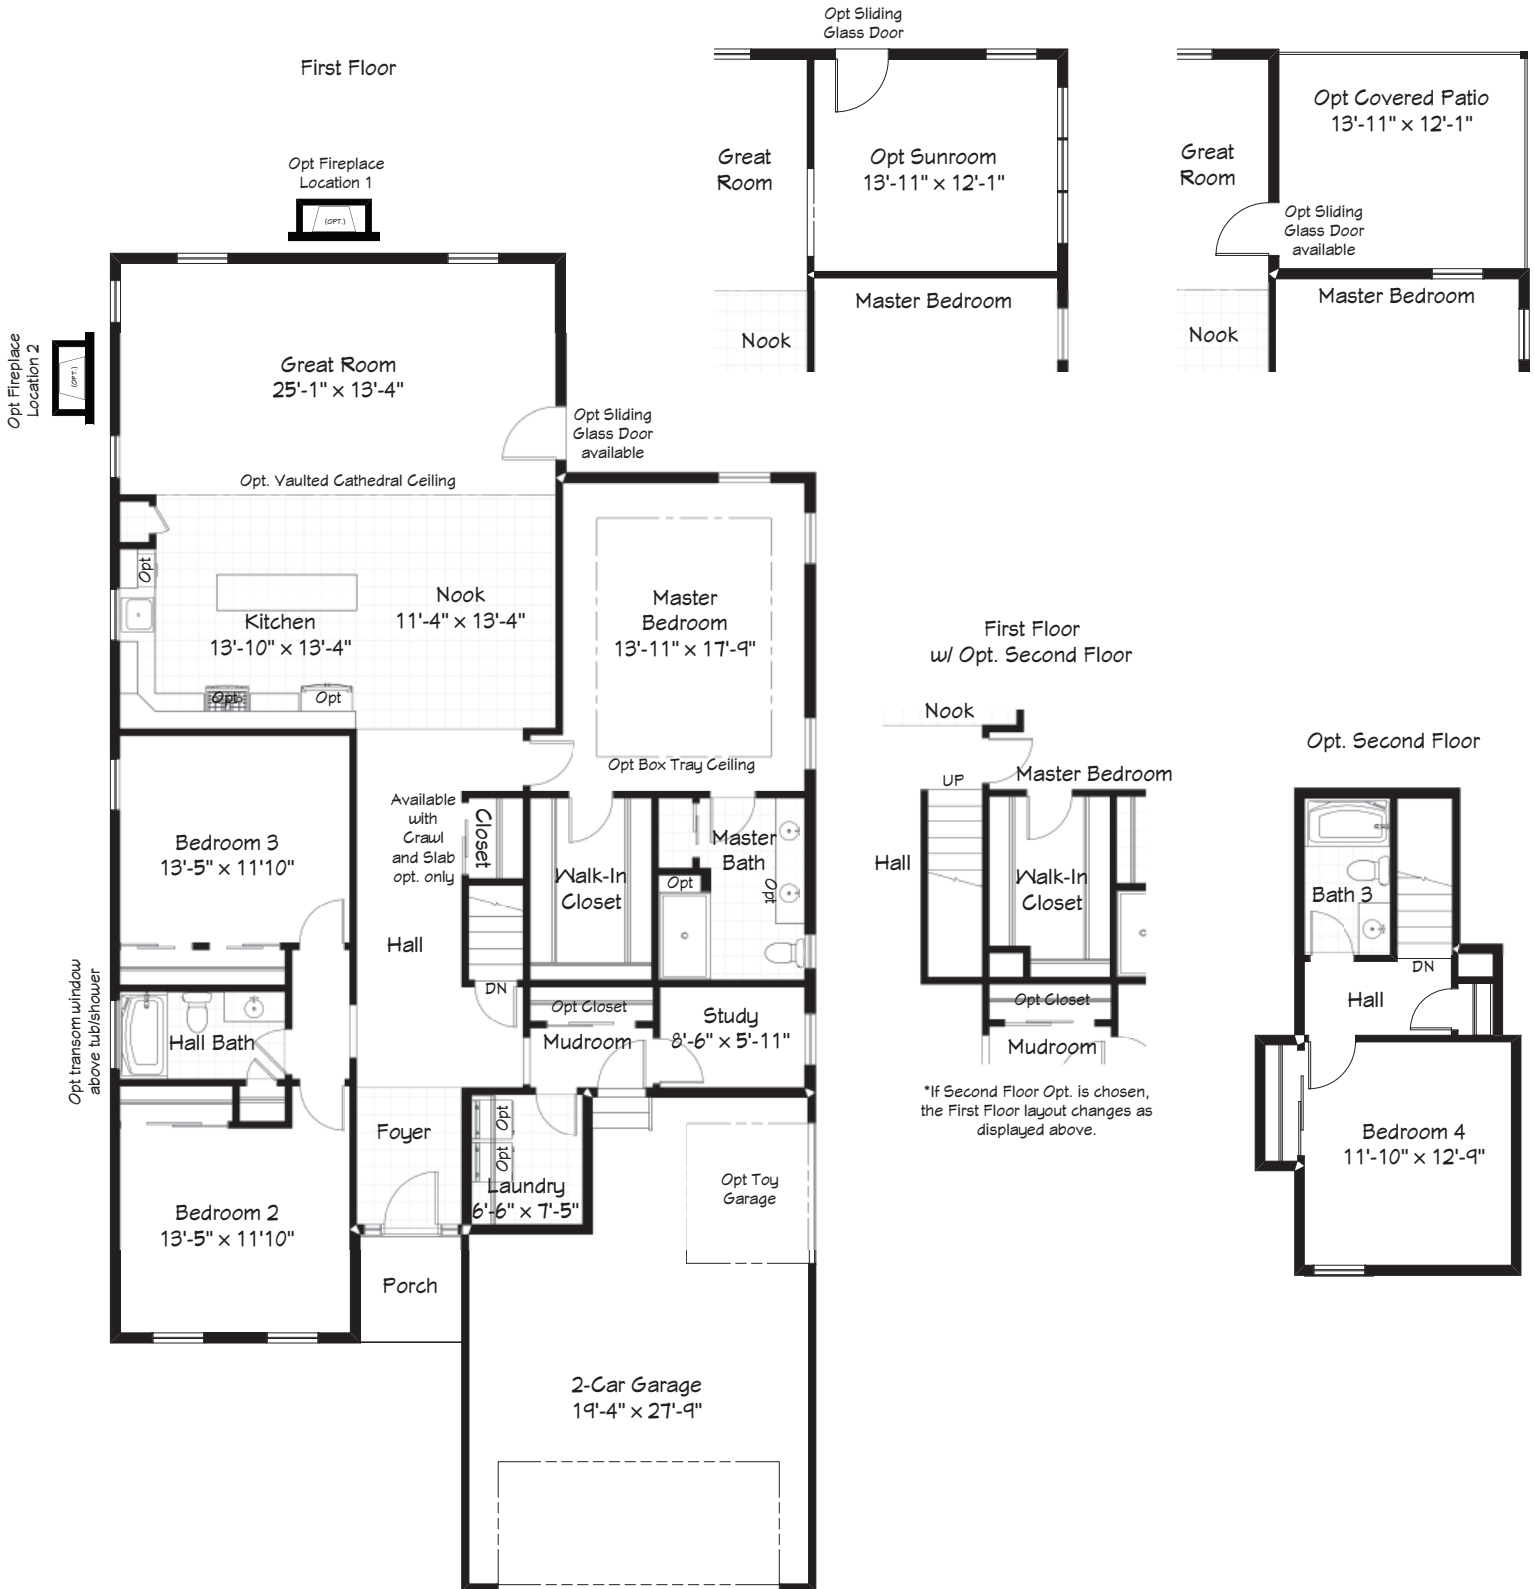 First Floor
Opt Fireplace
Location 1
(OPT.)
Opt Fireplace
Location 2
(OPT.)
Great Room
25'-1" x 13'-4"
Opt Sliding
Glass Door
available
Opt. Vaulted Cathedral Ceiling
Opt
Kitchen
13'-10" x 13'-4"
Nook
11'-4" x 13'-4"
Opt
Opt
Master
Bedroom
13'-11" x 17'-9"
Opt Box Tray Ceiling
Bedroom 3
13'-5" x 11'10"
Available
with
Crawl
and Slab
opt. only
Closet
Walk-In
Closet
Master
Bath
Opt
Opt
Hall
DN
Opt transom window
above tub/shower
Hall Bath
Opt Closet
Mudroom
Study
8'-6" x 5'-11"
Foyer
Opt
Opt
Laundry
6'-6" x 7'-5"
Opt Toy
Garage
Bedroom 2
13'-5" x 11'10"
Porch
2-Car Garage
19'-4" x 27'-9"
Opt Sliding
Glass Door
Great
Room
Opt Sunroom
13'-11" x 12'-1"
Master Bedroom
Nook
Opt Covered Patio
13'-11" x 12'-1"
Great
Room
Opt Sliding
Glass Door
available
Master Bedroom
Nook
First Floor
w/ Opt. Second Floor
Nook
UP
Master Bedroom
Hall
Walk-In
Closet
Opt Closet
Mudroom
*If Second Floor Opt. is chosen,
the First Floor layout changes as
displayed above.
Opt. Second Floor
Bath 3
DN
Hall
Bedroom 4
11'-10" x 12'-9"